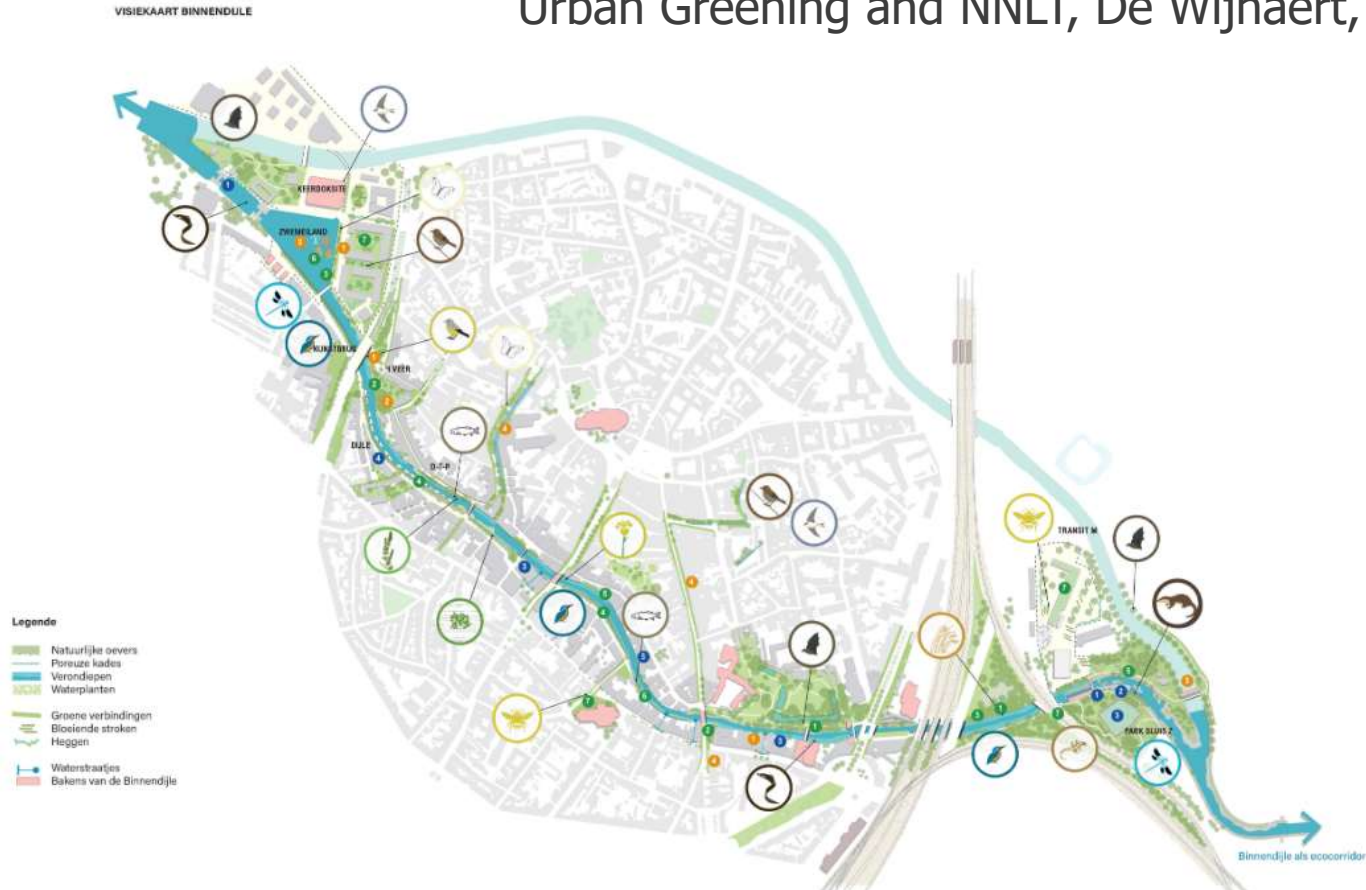 VISIEKAART BINNENDIJLE
Urban Greening and NNLT, De Wijnaert,
KEERDOKSITE
ZWEMEILAND
KUNSTBRUG
'T VEER
DIJLE
D-T-P
TRANSIT M
PARK SLUIS 2
Legende
Natuurlijke oevers
Poreuze kades
Verondiepen
Waterplanten
Groene verbindingen
Bloeiende stroken
Heggen
Waterstraatjes
Bakens van de Binnendijle
Binnendijle als ecocorridor